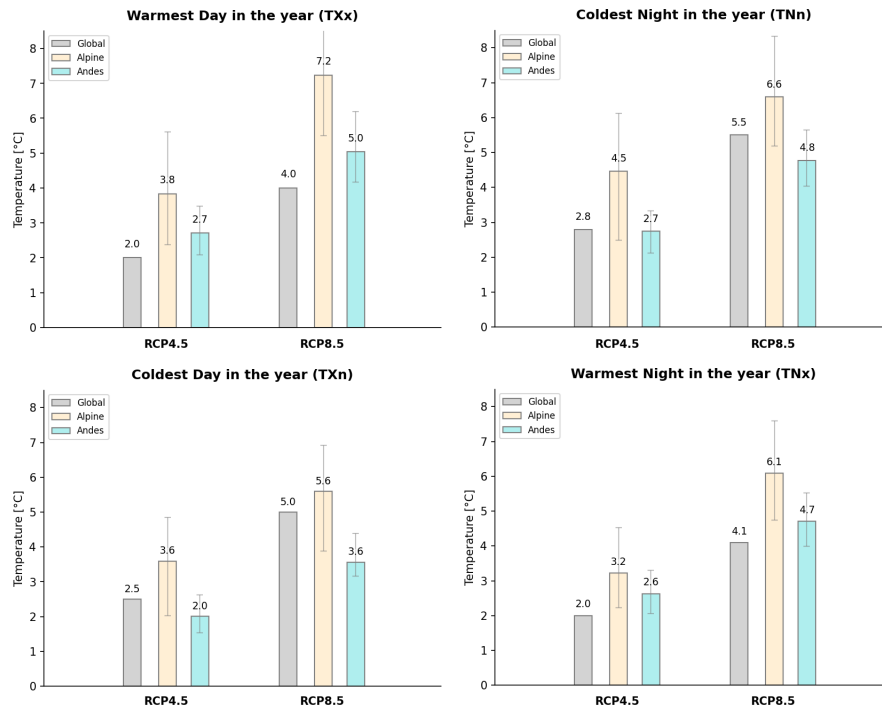 Warmest Day in the year (TXx)
Temperature [°C]
8
7
6
5
4
3
2
1
0
Global
Alpine
Andes
2.0
3.8
2.7
4.0
7.2
5.0
RCP4.5
RCP8.5
Coldest Night in the year (TNn)
Temperature [°C]
8
7
6
5
4
3
2
1
0
Global
Alpine
Andes
2.8
4.5
2.7
5.5
6.6
4.8
RCP4.5
RCP8.5
Coldest Day in the year (TXn)
Temperature [°C]
8
7
6
5
4
3
2
1
0
Global
Alpine
Andes
2.5
3.6
2.0
5.0
5.6
3.6
RCP4.5
RCP8.5
Warmest Night in the year (TNx)
Temperature [°C]
8
7
6
5
4
3
2
1
0
Global
Alpine
Andes
2.0
3.2
2.6
4.1
6.1
4.7
RCP4.5
RCP8.5